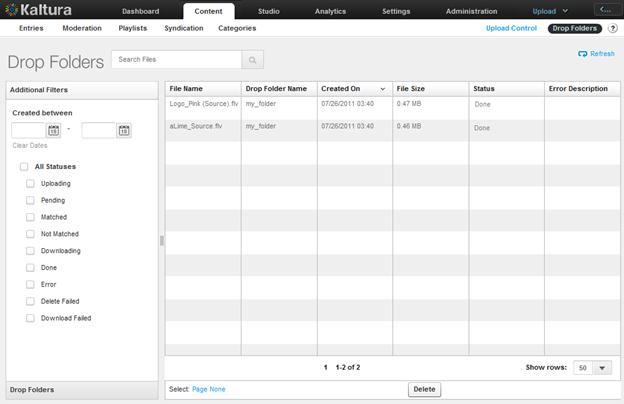 Kaltura Dashboard Content Studio Analytics Settings Administration Upload <...
Entries Moderation Playlists Syndication Categories Upload Control Drop Folders ?
Drop Folders Search Files Refresh
Additional Filters
Created between
15 - 15
Clear Dates
All Statuses
Uploading
Pending
Matched
Not Matched
Downloading
Done
Error
Delete Failed
Download Failed
Drop Folders
File Name Drop Folder Name Created On File Size Status Error Description
Logo_Pink (Source).flv my_folder 07/26/2011 03:40 0.47 MB Done
aLime_Source.flv my_folder 07/26/2011 03:40 0.46 MB Done
1 1-2 of 2 Show rows: 50
Select: Page None Delete